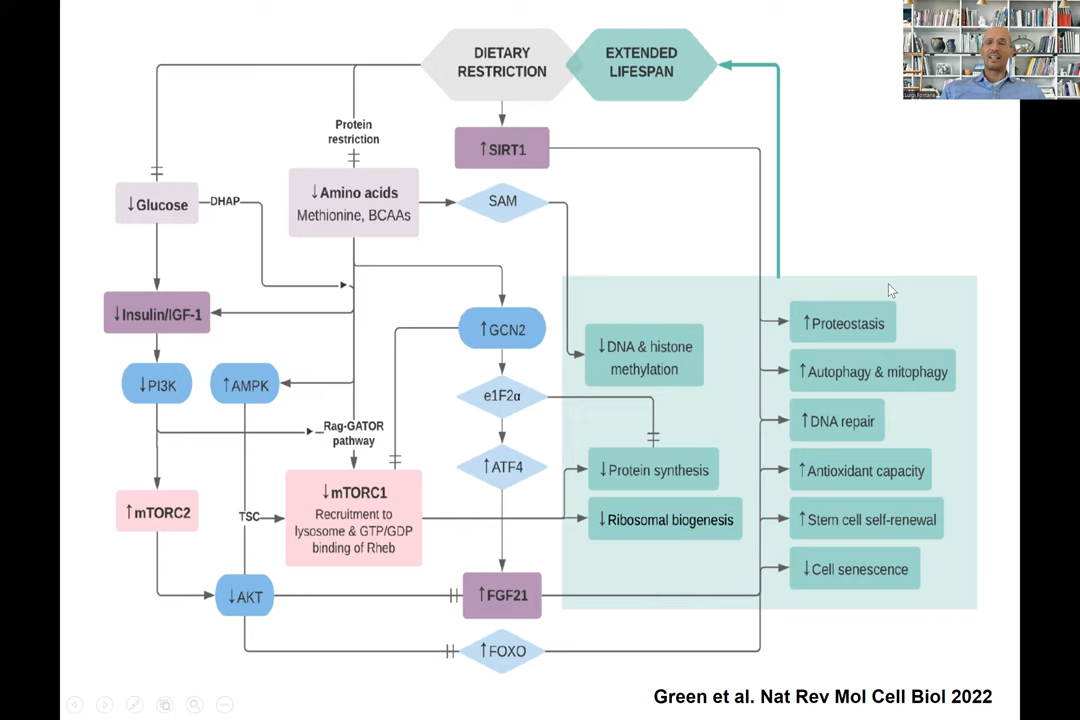 DIETARY
RESTRICTION
EXTENDED
LIFESPAN
Luigi Fontana
Protein
restriction
↑SIRT1
↓Glucose
DHAP
↓Amino acids
Methionine, BCAAs
SAM
↓Insulin/IGF-1
↑GCN2
↓DNA & histone
methylation
↑Proteostasis
↓PI3K
↑AMPK
e1F2α
↑Autophagy & mitophagy
Rag-GATOR
pathway
↑DNA repair
↑ATF4
↓Protein synthesis
↑Antioxidant capacity
↑mTORC2
TSC
↓mTORC1
Recruitment to
lysosome & GTP/GDP
binding of Rheb
↓Ribosomal biogenesis
↑Stem cell self-renewal
↓Cell senescence
↓AKT
↑FGF21
↑FOXO
Green et al. Nat Rev Mol Cell Biol 2022